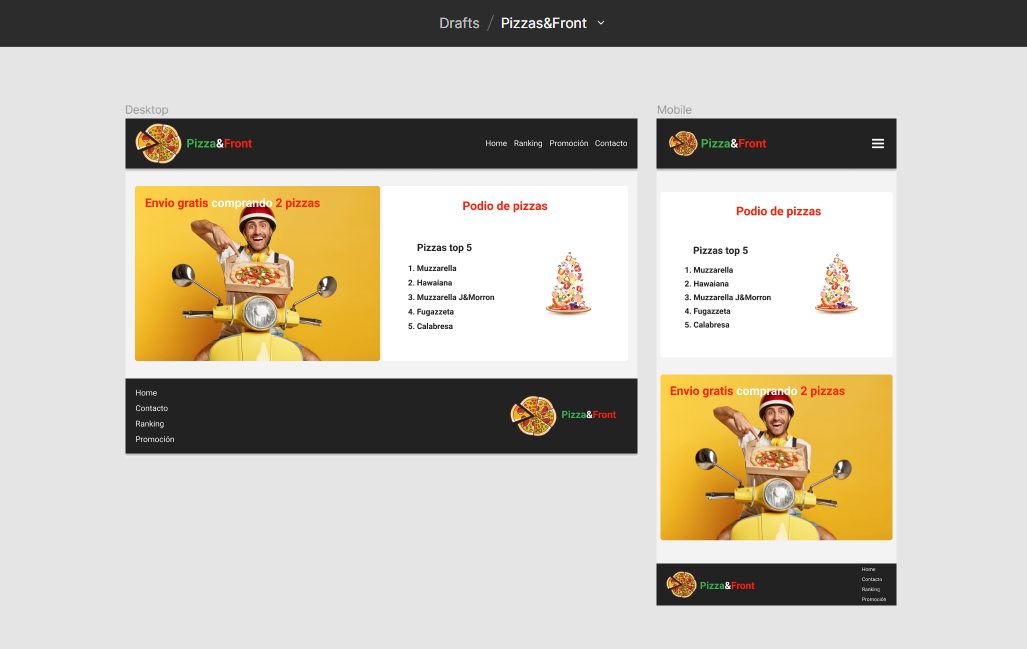 Drafts / Pizzas&Front
Desktop
Pizza&Front
Home Ranking Promoción Contacto
Envio gratis comprando 2 pizzas
Podio de pizzas
Pizzas top 5
1. Muzzarella
2. Hawaiana
3. Muzzarella J&Morron
4. Fugazzeta
5. Calabresa
Home
Contacto
Ranking
Promoción
Pizza&Front
Mobile
Pizza&Front
Podio de pizzas
Pizzas top 5
1. Muzzarella
2. Hawaiana
3. Muzzarella J&Morron
4. Fugazzeta
5. Calabresa
Envio gratis comprando 2 pizzas
Pizza&Front
Home
Contacto
Ranking
Promoción